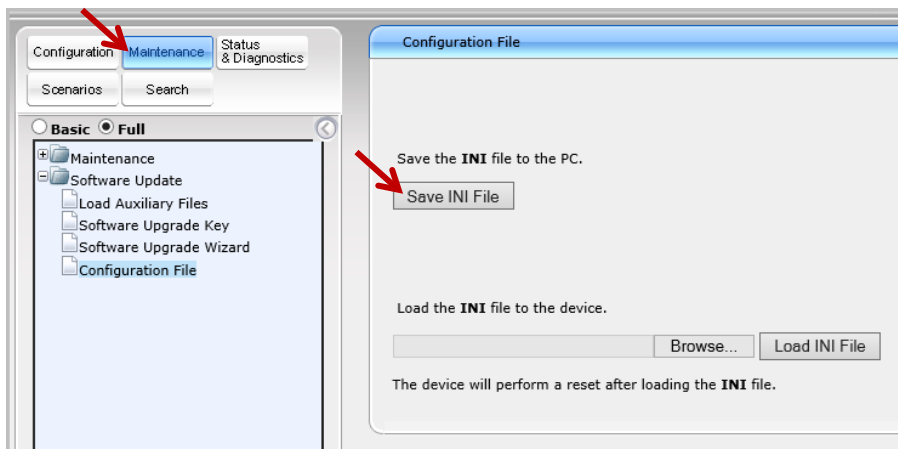 Configuration Maintenance Status
& Diagnostics
Scenarios Search
Basic Full
Maintenance
Software Update
Load Auxiliary Files
Software Upgrade Key
Software Upgrade Wizard
Configuration File
Configuration File
Save the INI file to the PC.
Save INI File
Load the INI file to the device.
Browse... Load INI File
The device will perform a reset after loading the INI file.